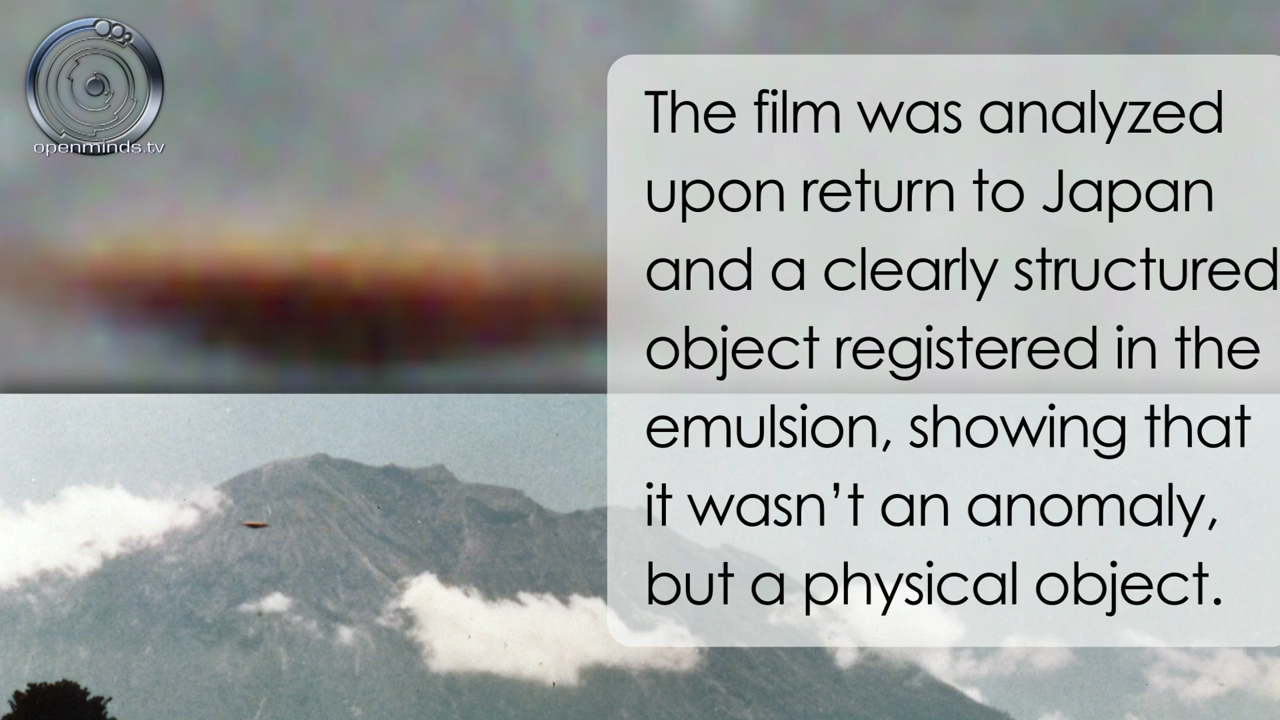 openminds.tv
The film was analyzed
upon return to Japan
and a clearly structured
object registered in the
emulsion, showing that
it wasn’t an anomaly,
but a physical object.